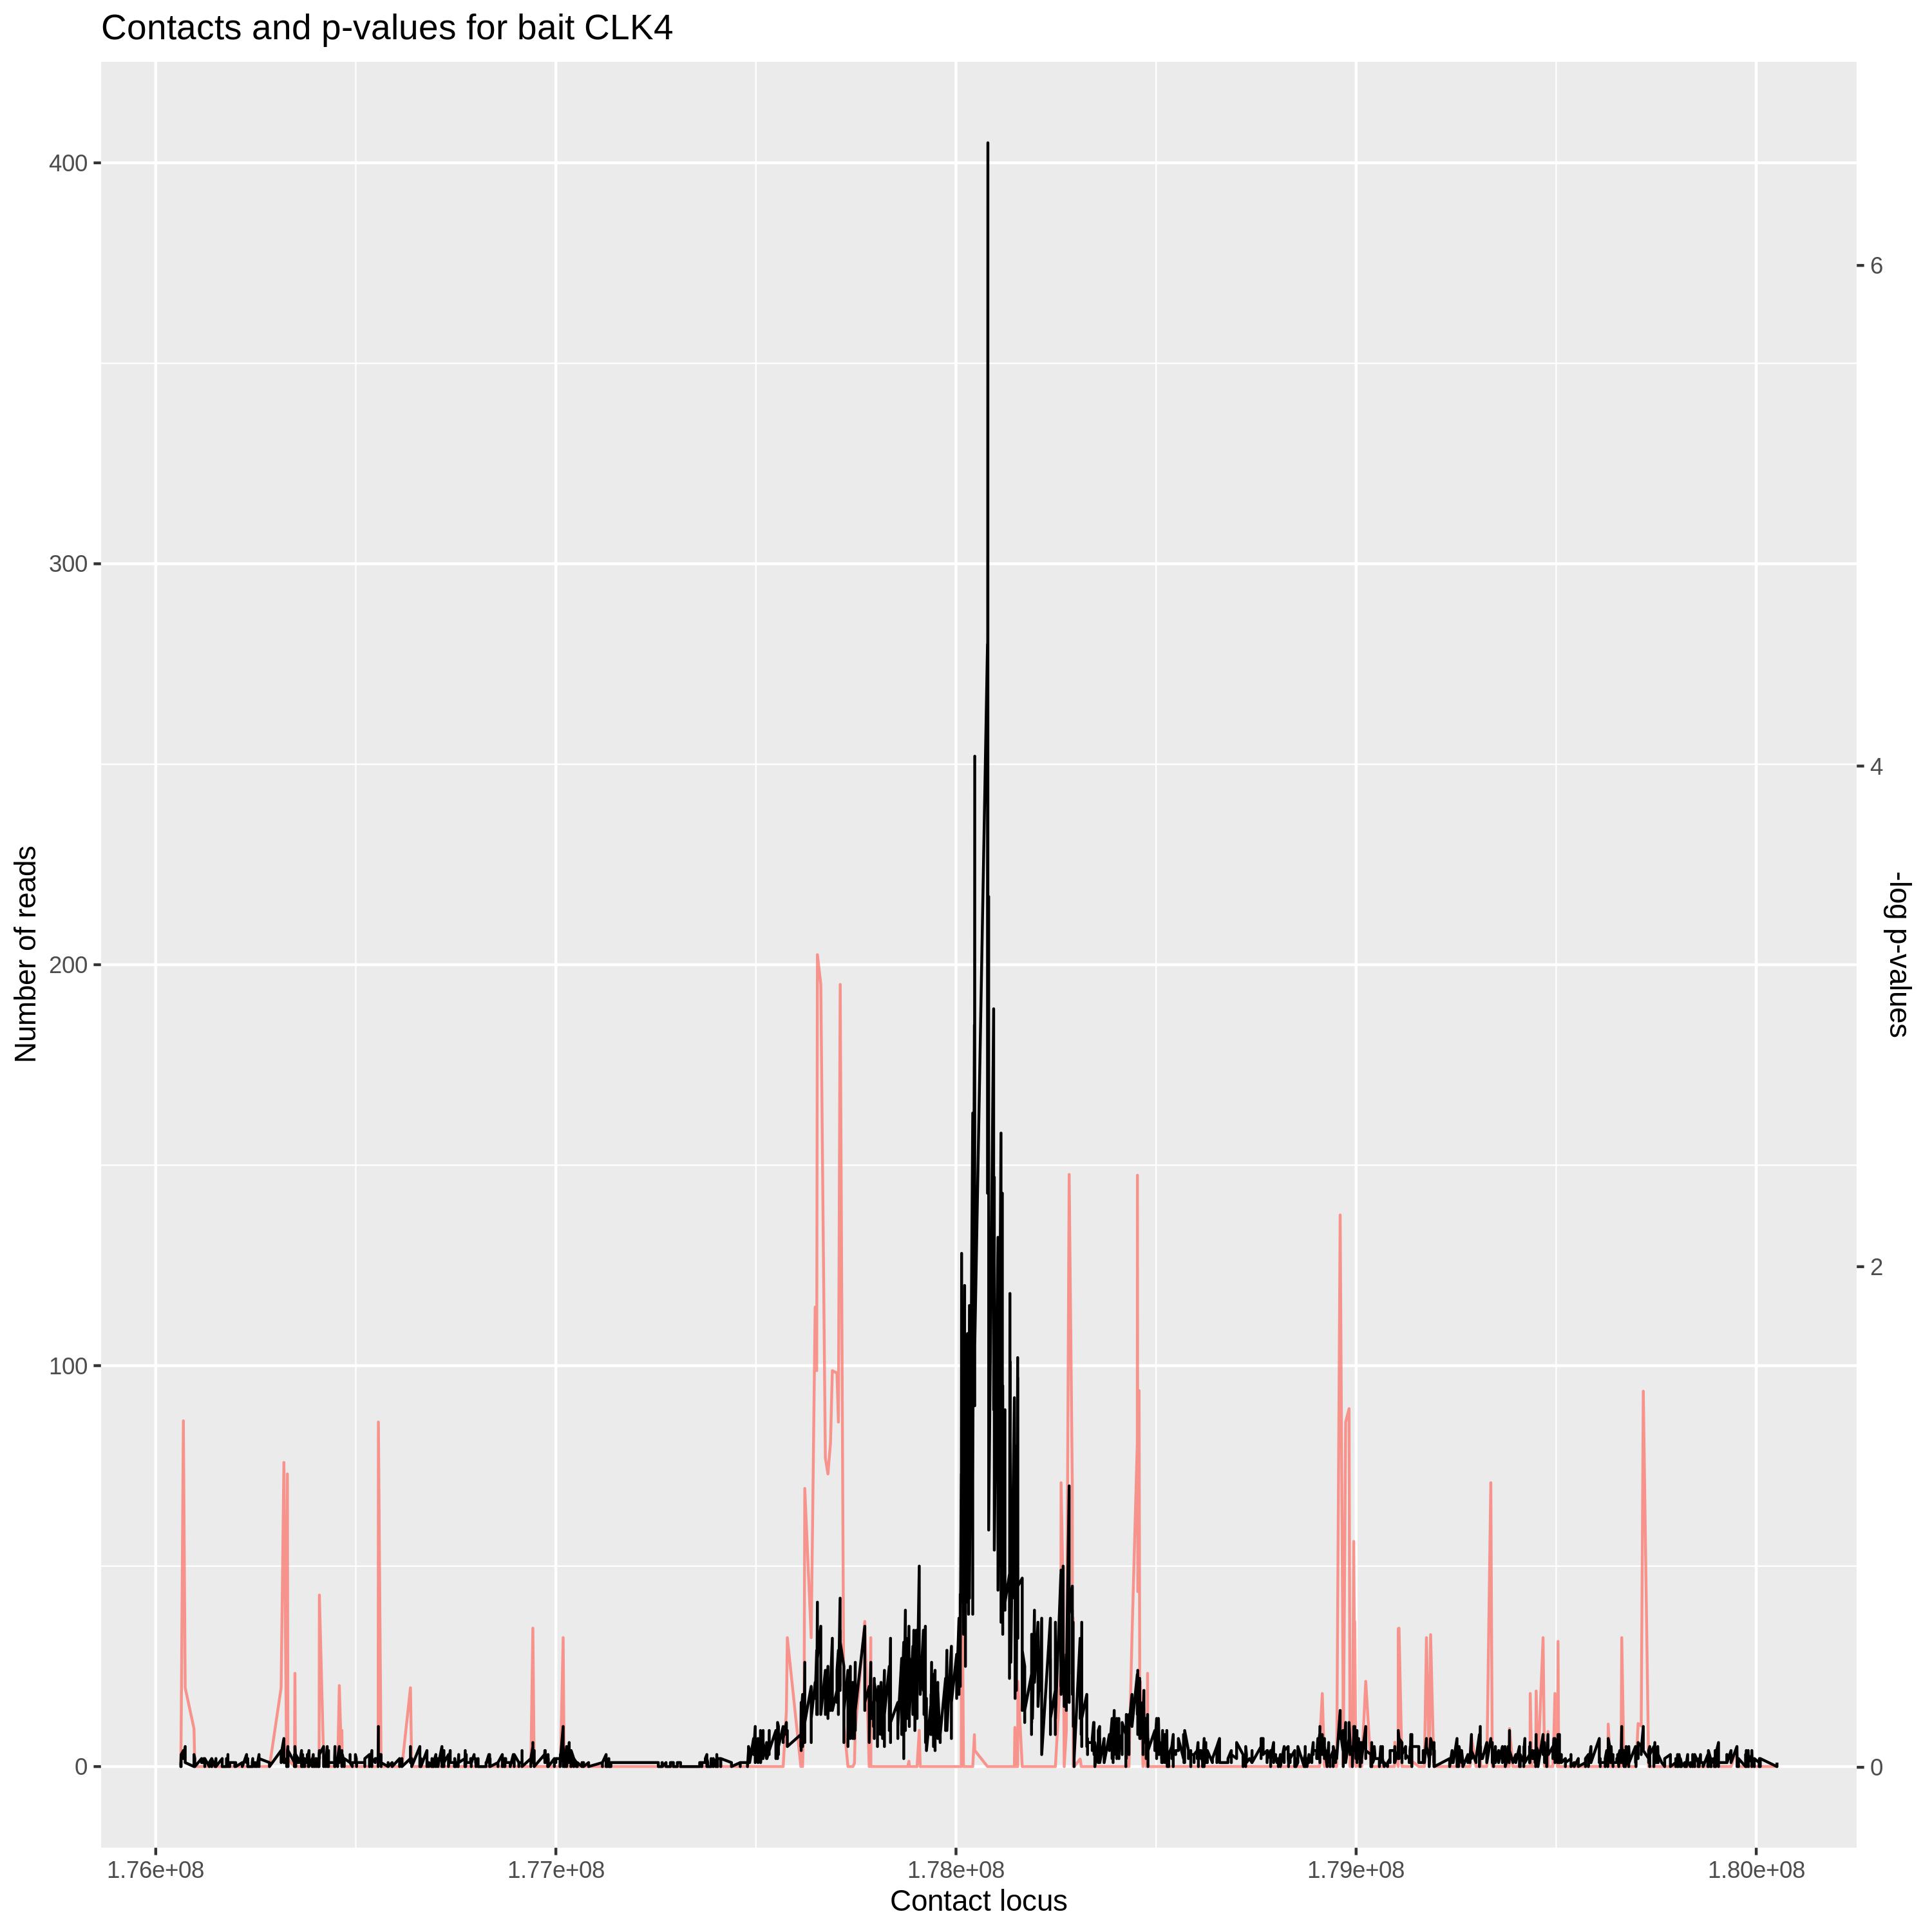 Contacts and p-values for bait CLK4
400
300
200
100
0
Number of reads
6
4
2
0
-log p-values
1.76e+08 1.77e+08 1.78e+08 1.79e+08 1.80e+08
Contact locus